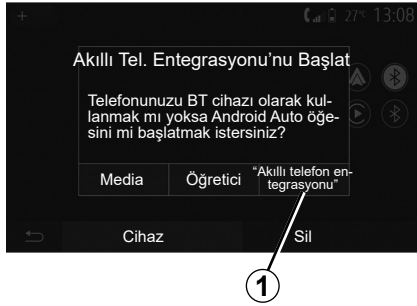 + 27°C 13:08
Akıllı Tel. Entegrasyonu’nu Başlat
Telefonunuzu BT cihazı olarak kul-
lanmak mı yoksa Android Auto öğe-
sini mi başlatmak istersiniz?
Media Öğretici “Akıllı telefon en-
tegrasyonu”
Cihaz Sil
1